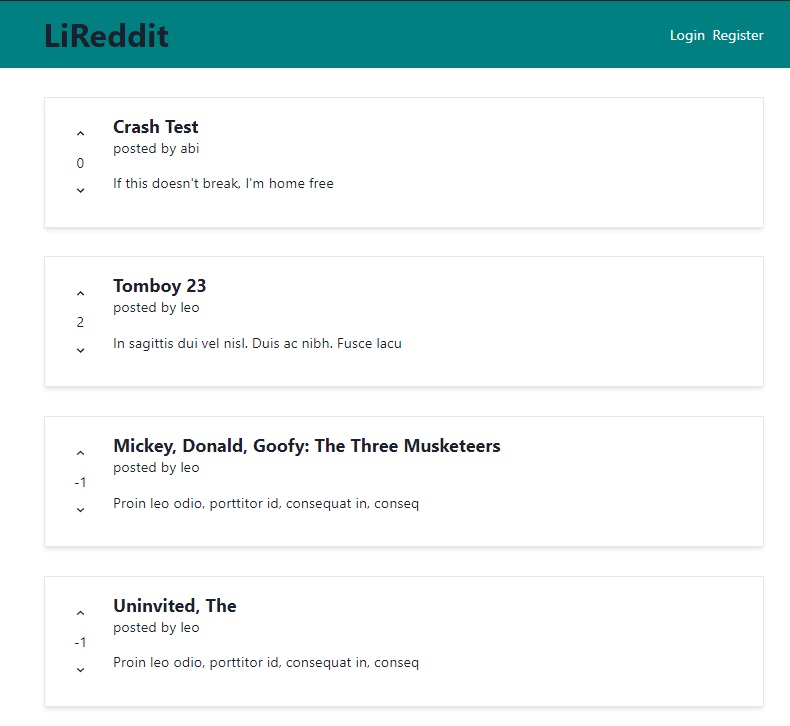 LiReddit
Login Register
Crash Test
posted by abi
0
If this doesn't break, I'm home free
Tomboy 23
posted by leo
2
In sagittis dui vel nisl. Duis ac nibh. Fusce lacu
Mickey, Donald, Goofy: The Three Musketeers
posted by leo
-1
Proin leo odio, porttitor id, consequat in, conseq
Uninvited, The
posted by leo
-1
Proin leo odio, porttitor id, consequat in, conseq